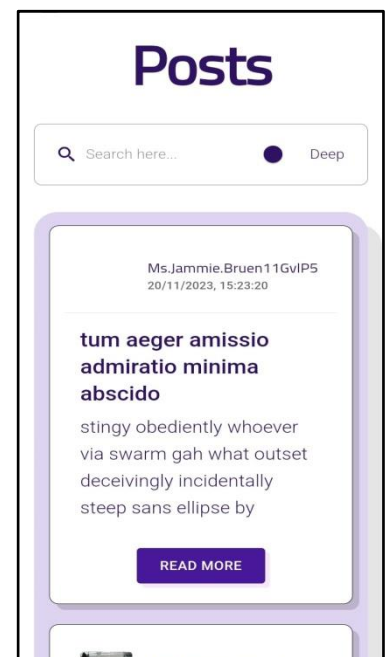 Posts
Search here...
Deep
Ms.Jammie.Bruen11GvlP5
20/11/2023, 15:23:20
tum aeger amissio
admiratio minima
abscido
stingy obediently whoever
via swarm gah what outset
deceivingly incidentally
steep sans ellipse by
READ MORE